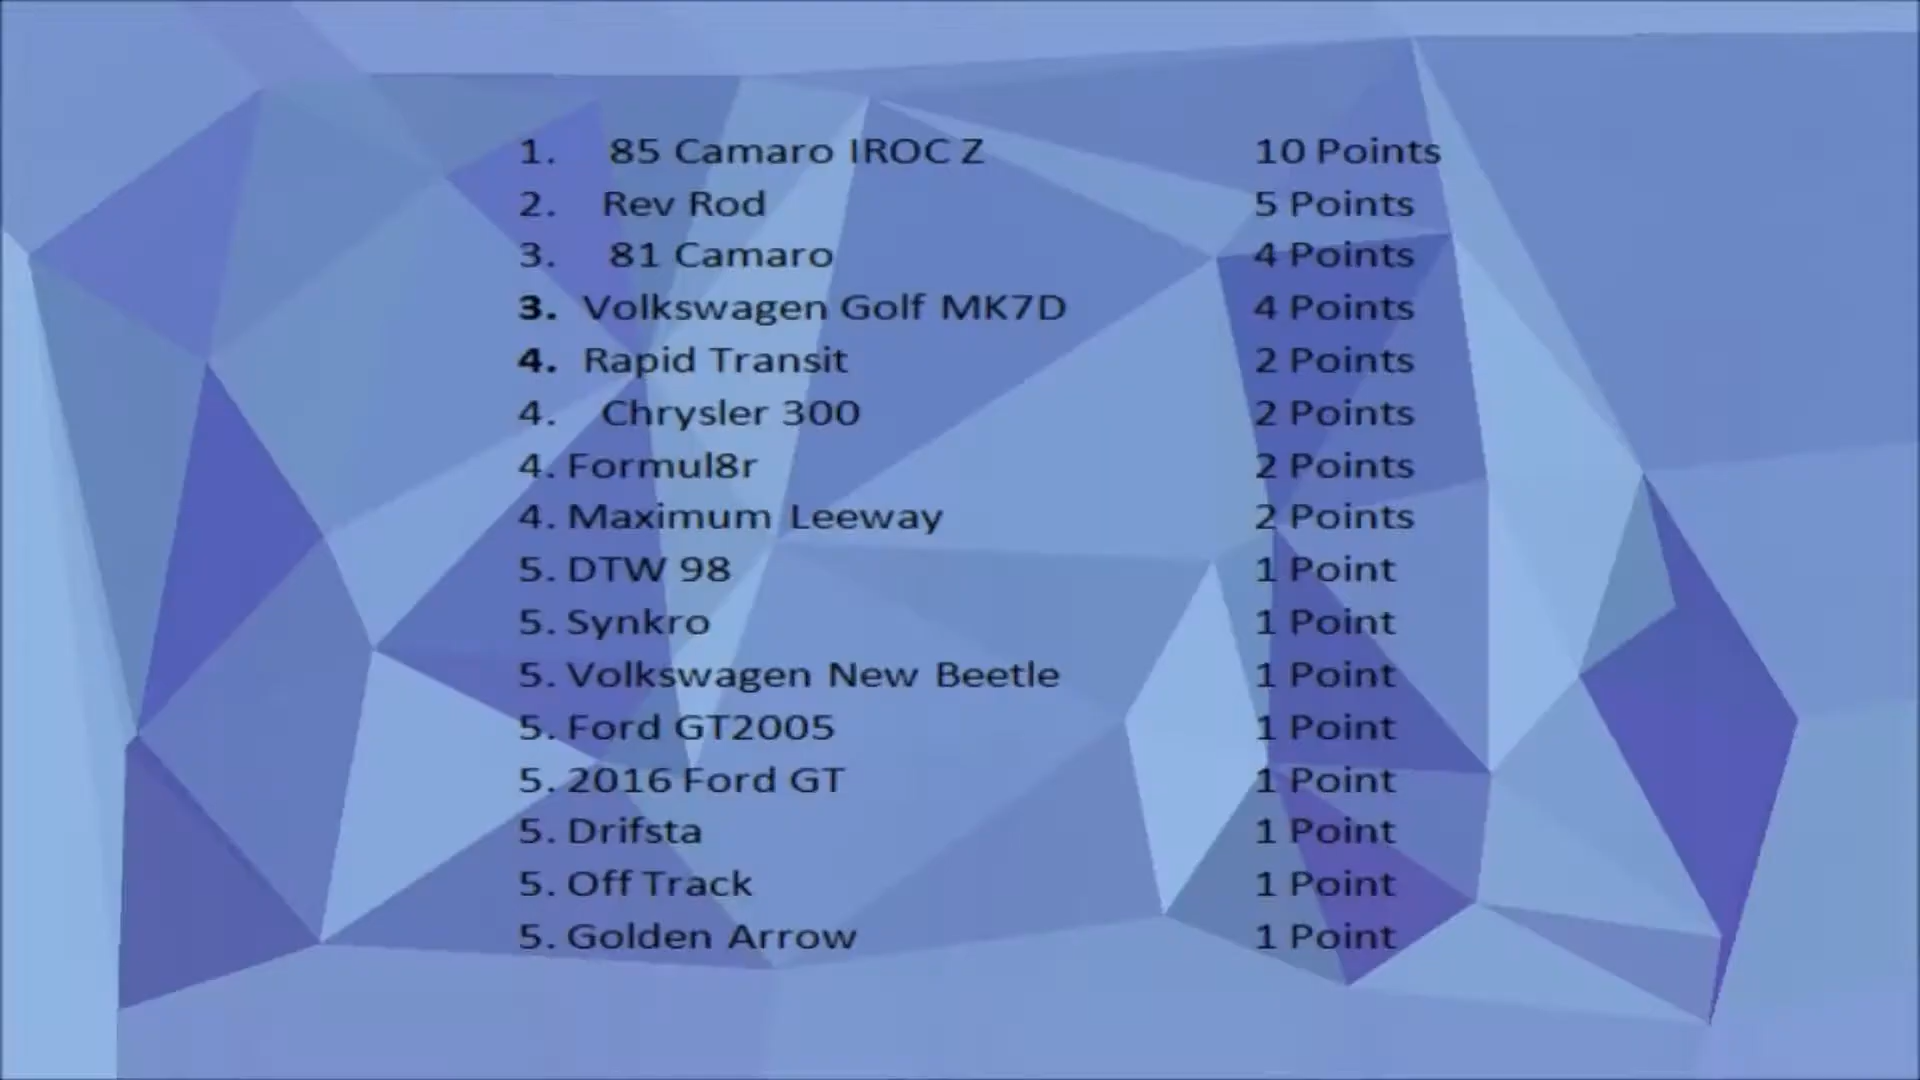 1. 85 Camaro IROC Z 10 Points
2. Rev Rod 5 Points
3. 81 Camaro 4 Points
3. Volkswagen Golf MK7D 4 Points
4. Rapid Transit 2 Points
4. Chrysler 300 2 Points
4. Formul8r 2 Points
4. Maximum Leeway 2 Points
5. DTW 98 1 Point
5. Synkro 1 Point
5. Volkswagen New Beetle 1 Point
5. Ford GT2005 1 Point
5. 2016 Ford GT 1 Point
5. Drifsta 1 Point
5. Off Track 1 Point
5. Golden Arrow 1 Point